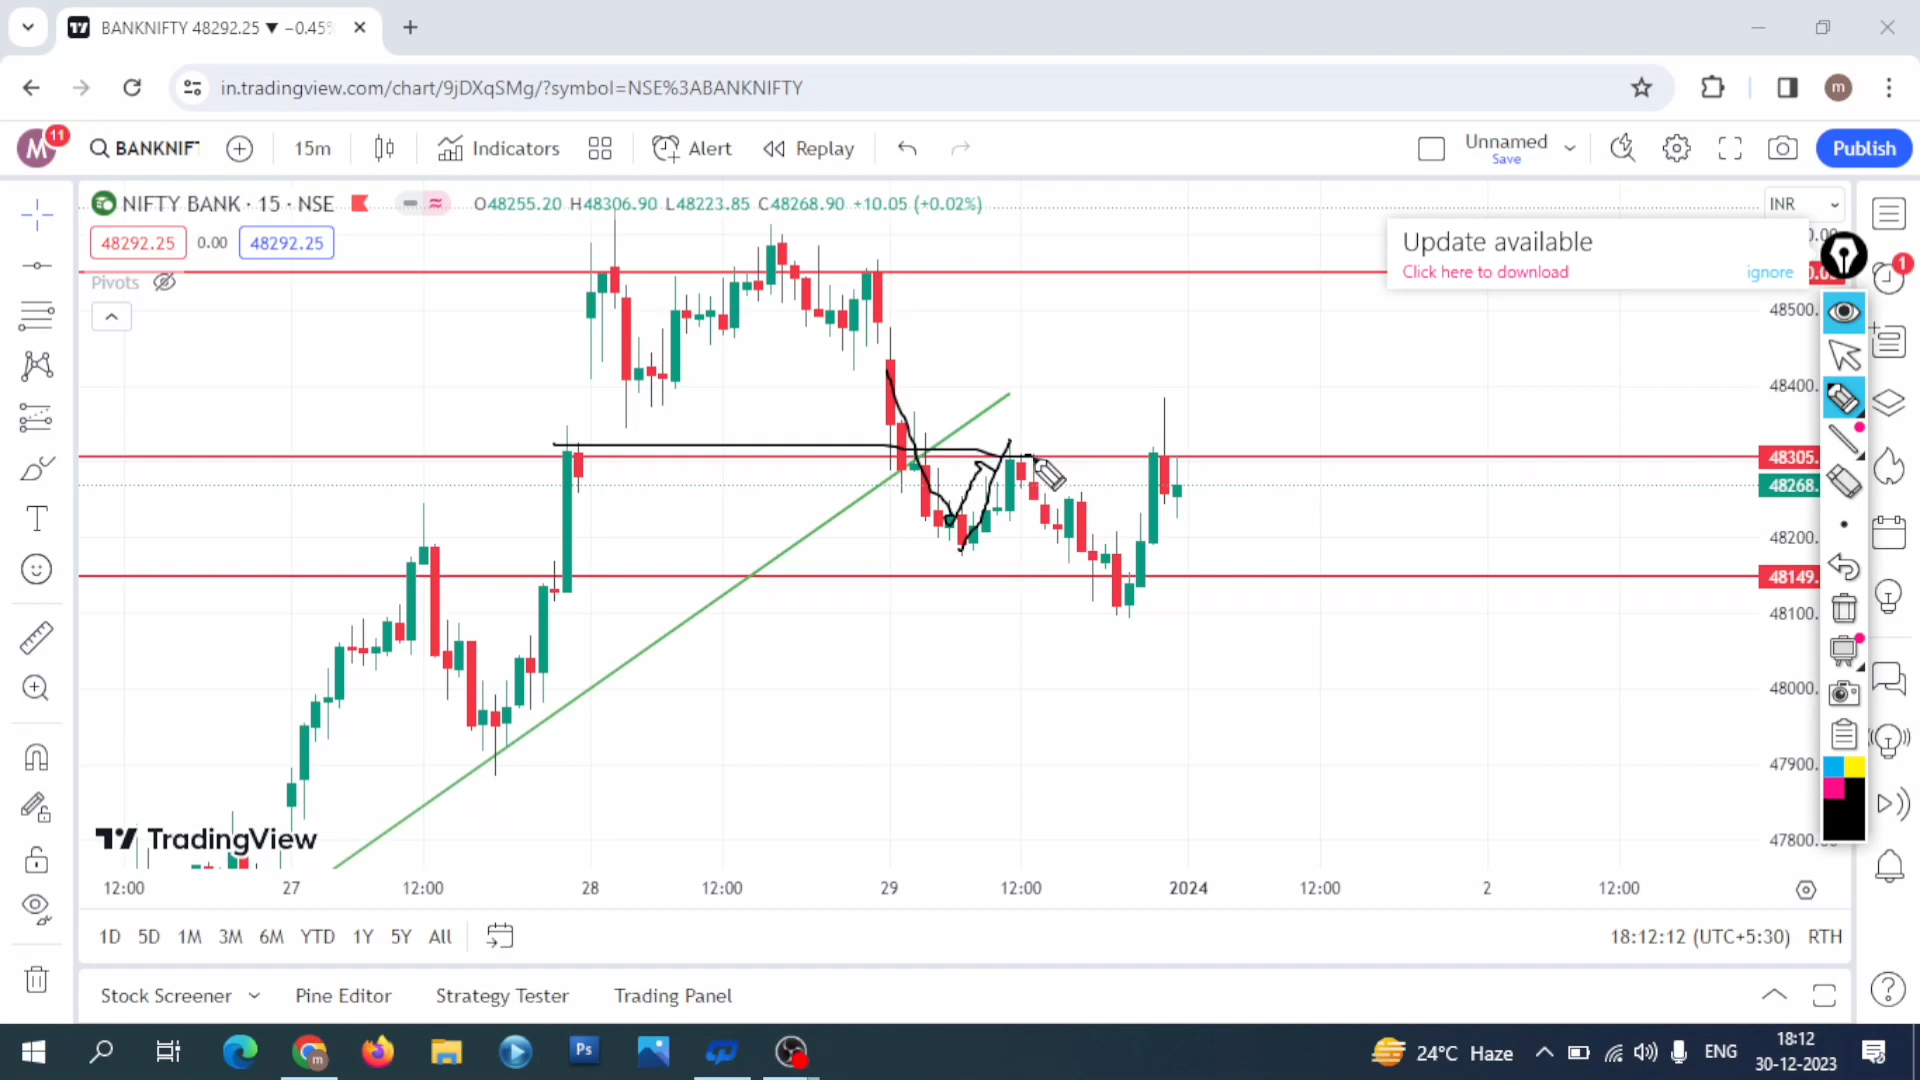 BANKNIFTY 48292.25 ▼ −0.45%
in.tradingview.com/chart/9jDXqSMg/?symbol=NSE%3ABANKNIFTY
m
M
11
BANKNIFT
15m
Indicators
Alert
Replay
Unnamed
Save
Publish
NIFTY BANK · 15 · NSE
O48255.20 H48306.90 L48223.85 C48268.90 +10.05 (+0.02%)
INR
48292.25
0.00
48292.25
Update available
Click here to download
ignore
1
Pivots
48500.
48400.
48305.
48268.
48200.
48149.
48100.
48000.
47900.
47800.
TradingView
12:00
27
12:00
28
12:00
29
12:00
2024
12:00
2
12:00
1D
5D
1M
3M
6M
YTD
1Y
5Y
All
18:12:12 (UTC+5:30)
RTH
Stock Screener
Pine Editor
Strategy Tester
Trading Panel
Ps
24°C Haze
ENG
18:12
30-12-2023